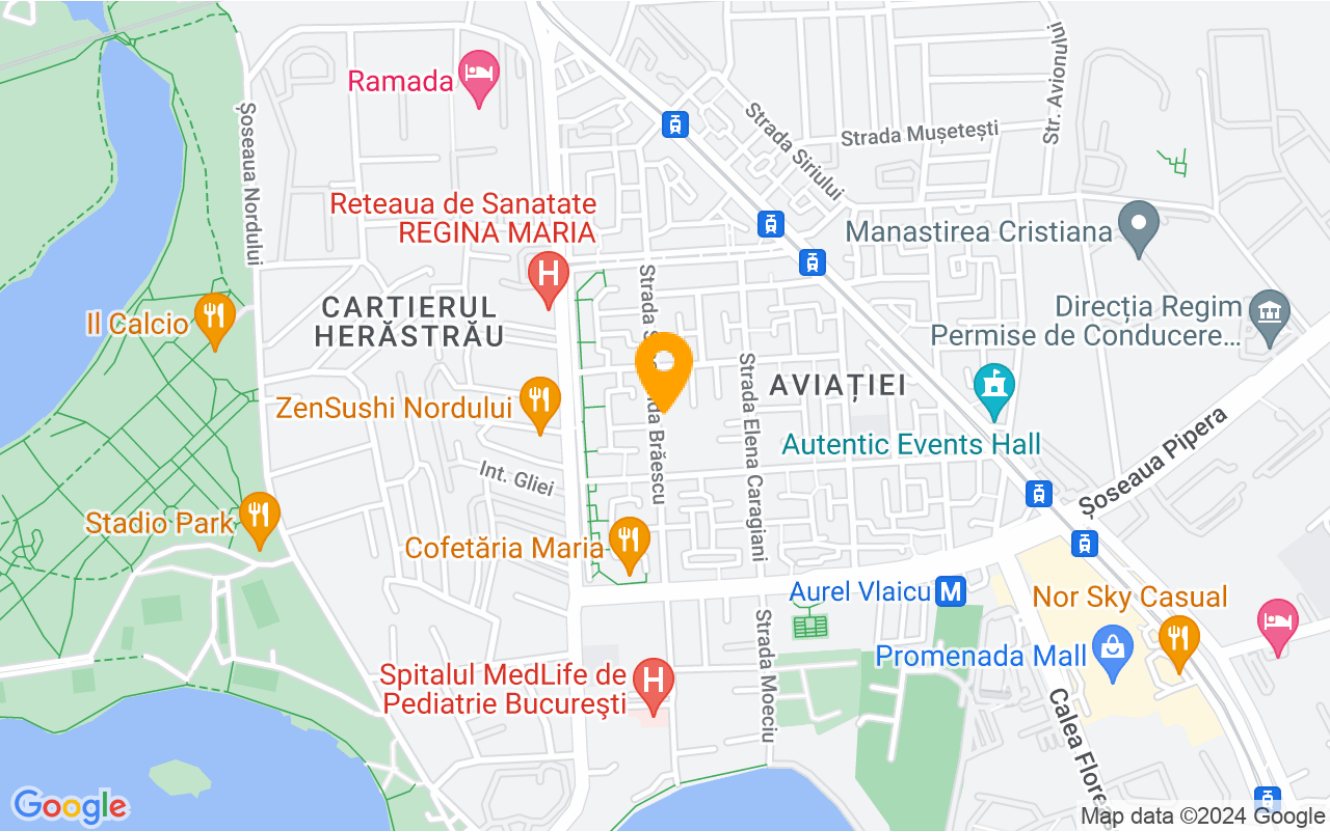 Ramada
Șoseaua Nordului
Str. Avionului
Strada Siriului
Strada Mușetești
Reteaua de Sanatate
REGINA MARIA
Manastirea Cristiana
CARTIERUL
HERĂSTRĂU
Il Calcio
Direcția Regim
Permise de Conducere...
Strada
Brăescu
ZenSushi Nordului
Strada Elena Caragiani
AVIAȚIEI
Autentic Events Hall
Int. Gliei
Șoseaua Pipera
Stadio Park
Cofetăria Maria
Aurel Vlaicu M
Nor Sky Casual
Promenada Mall
Spitalul MedLife de
Pediatrie Bucureşti
Strada Moeciu
Calea
Google
Map data ©2024 Google